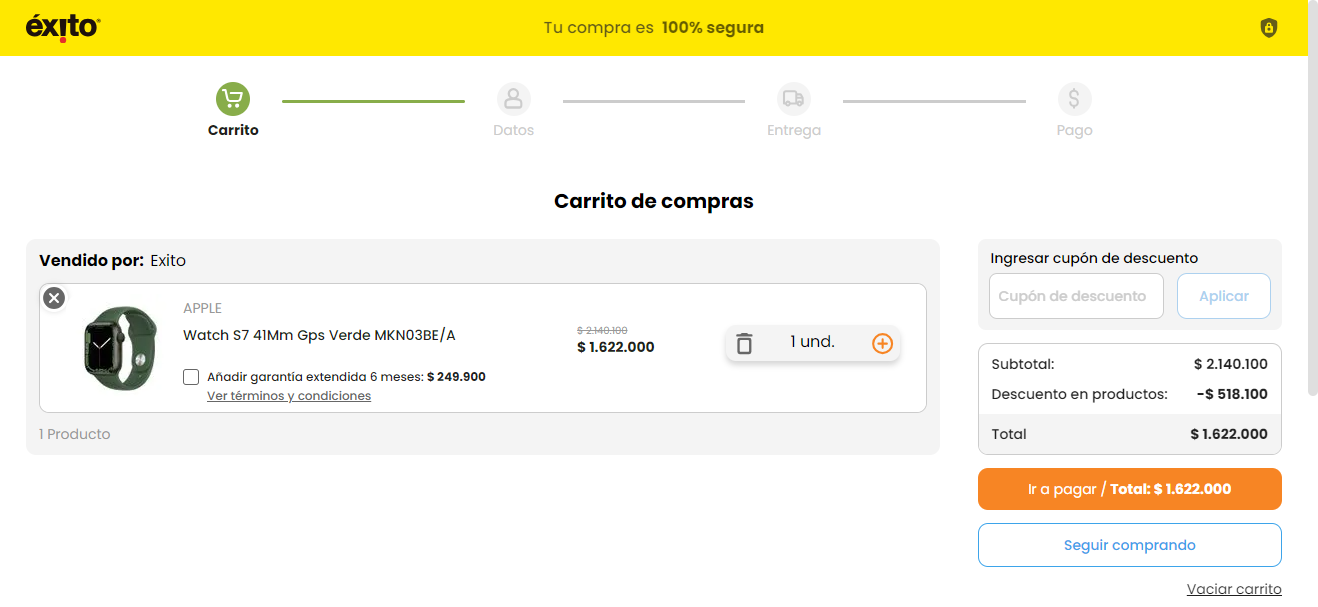 éxito
Tu compra es 100% segura
Carrito
Datos
Entrega
Pago
Carrito de compras
Vendido por: Exito
APPLE
Watch S7 41Mm Gps Verde MKN03BE/A
$ 2.140.100
$ 1.622.000
1 und.
Añadir garantía extendida 6 meses: $ 249.900
Ver términos y condiciones
1 Producto
Ingresar cupón de descuento
Cupón de descuento
Aplicar
Subtotal: $ 2.140.100
Descuento en productos: -$ 518.100
Total $ 1.622.000
Ir a pagar / Total: $ 1.622.000
Seguir comprando
Vaciar carrito